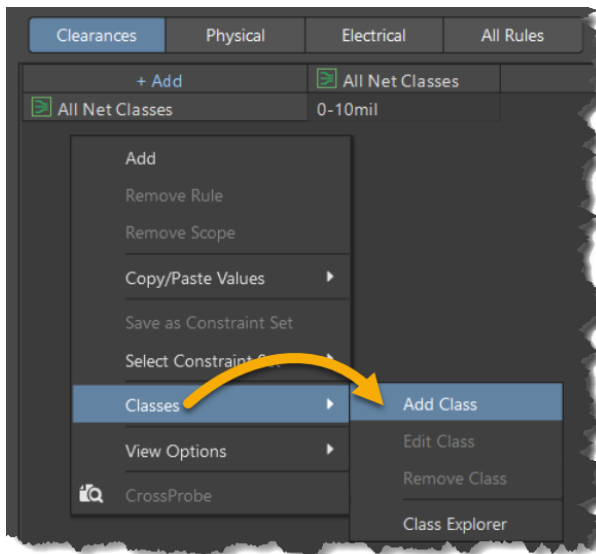 Clearances Physical Electrical All Rules
+ Add All Net Classes
All Net Classes 0-10mil
Add
Remove Rule
Remove Scope
Copy/Paste Values
Save as Constraint Set
Select Constraint Set
Classes Add Class
Edit Class
View Options
Remove Class
CrossProbe
Class Explorer